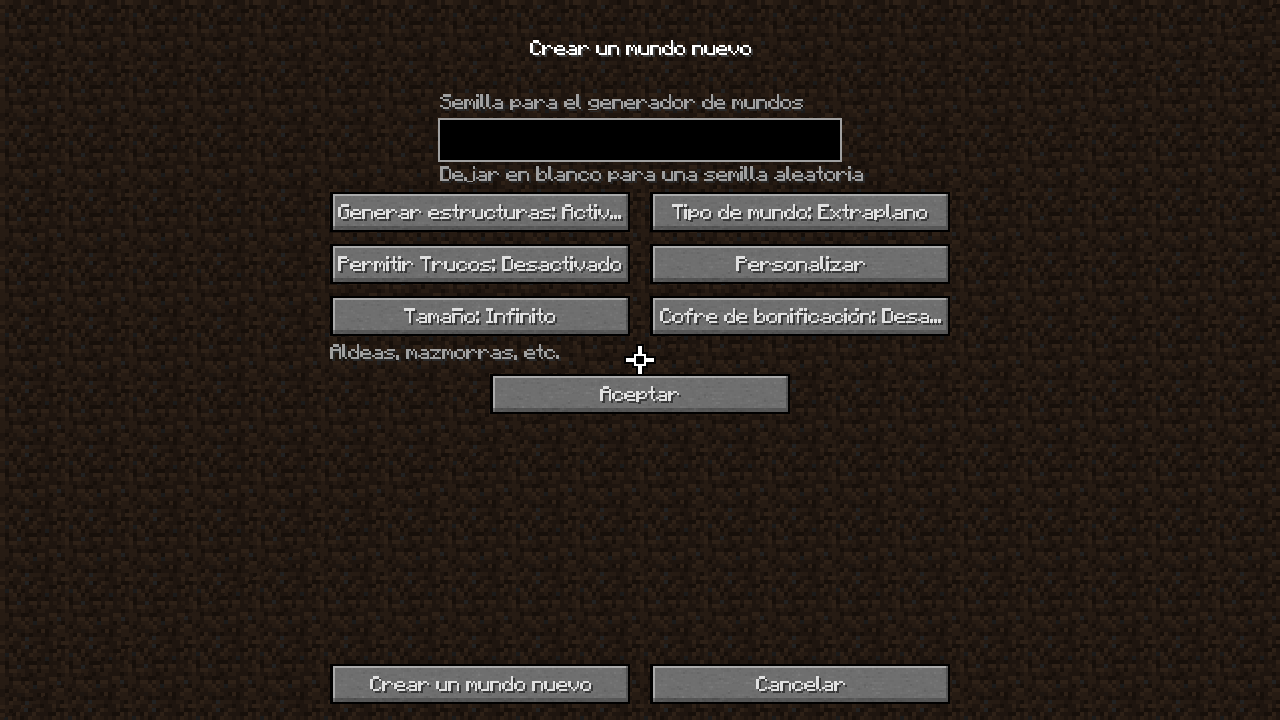 Crear un mundo nuevo
Semilla para el generador de mundos
Dejar en blanco para una semilla aleatoria
Generar estructuras: Activ...
Tipo de mundo: Extraplano
Permitir Trucos: Desactivado
Personalizar
Tamaño: Infinito
Cofre de bonificación: Desa...
Aldeas, mazmorras, etc.
Aceptar
Crear un mundo nuevo
Cancelar